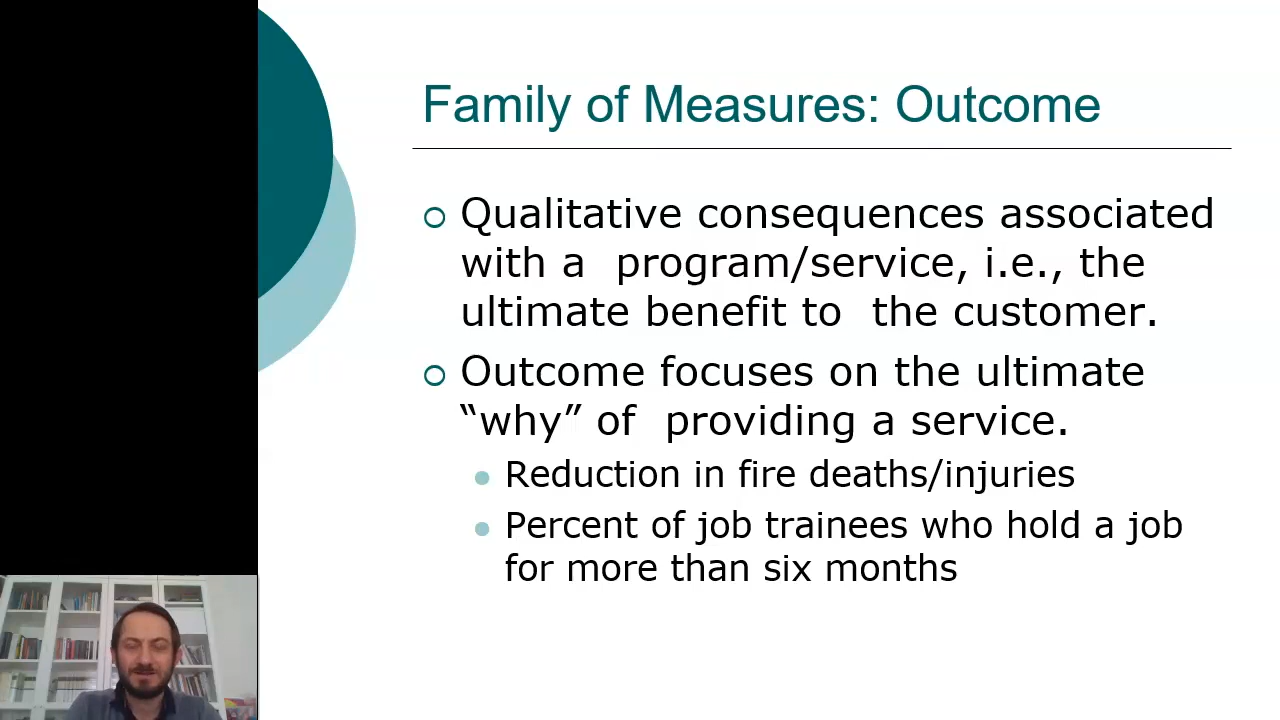 Family of Measures: Outcome
Qualitative consequences associated
with a program/service, i.e., the
ultimate benefit to the customer.
Outcome focuses on the ultimate
“why” of providing a service.
Reduction in fire deaths/injuries
Percent of job trainees who hold a job
for more than six months